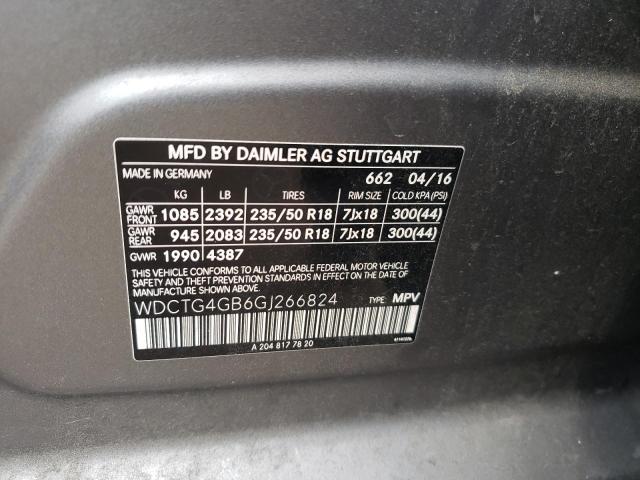 MFD BY DAIMLER AG STUTTGART
MADE IN GERMANY 662 04/16
KG LB TIRES RIM SIZE COLD KPA(PSI)
GAWR FRONT 1085 2392 235/50 R18 7Jx18 300(44)
GAWR REAR 945 2083 235/50 R18 7Jx18 300(44)
GVWR 1990 4387
THIS VEHICLE CONFORMS TO ALL APPLICABLE FEDERAL MOTOR VEHICLE
SAFETY AND THEFT PREVENTION STANDARDS IN EFFECT ON THE DATE
OF MANUFACTURE SHOWN ABOVE.
WDCTG4GB6GJ266824 TYPE: MPV
A 204 817 78 20